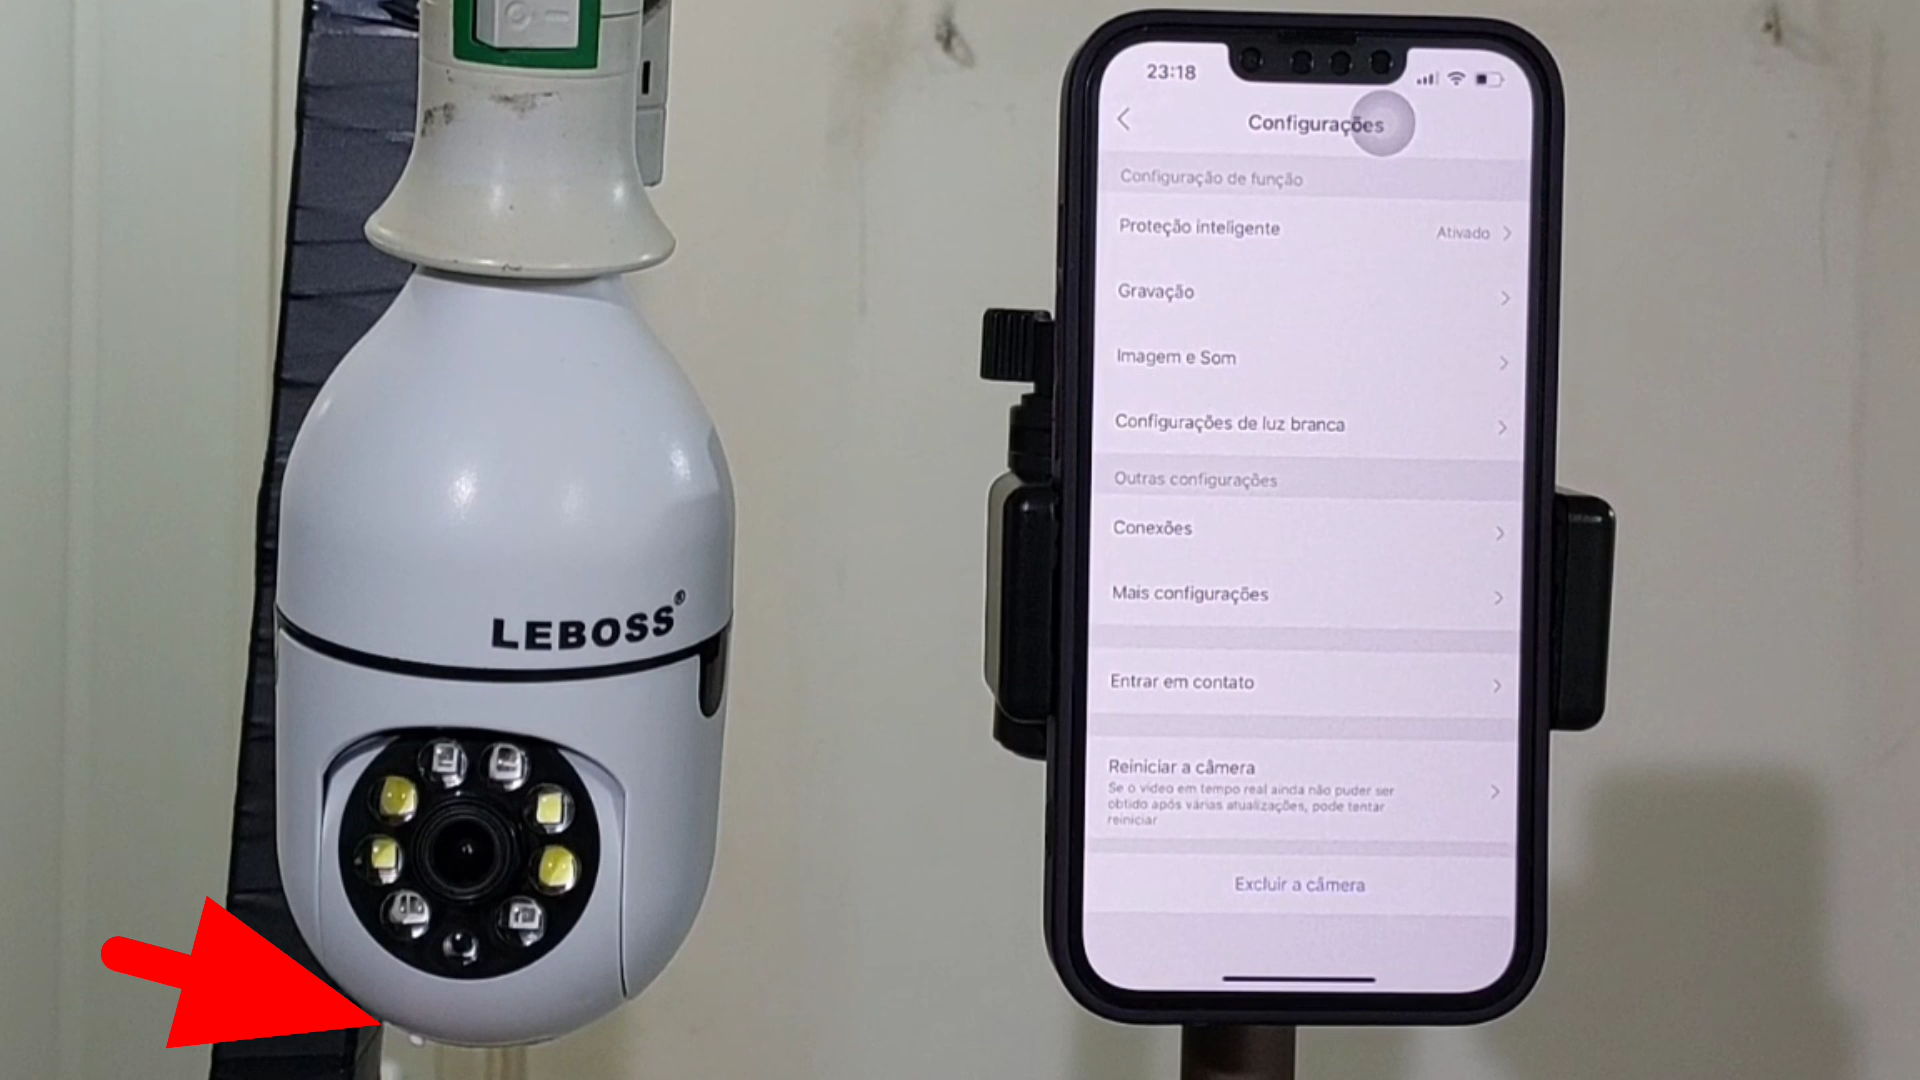 LEBOSS®
23:18
Configurações
Configuração de função
Proteção inteligente
Ativado
Gravação
Imagem e Som
Configurações de luz branca
Outras configurações
Conexões
Mais configurações
Entrar em contato
Reiniciar a câmera
Se o vídeo em tempo real ainda não puder ser
obtido após várias atualizações, pode tentar
reiniciar
Excluir a câmera